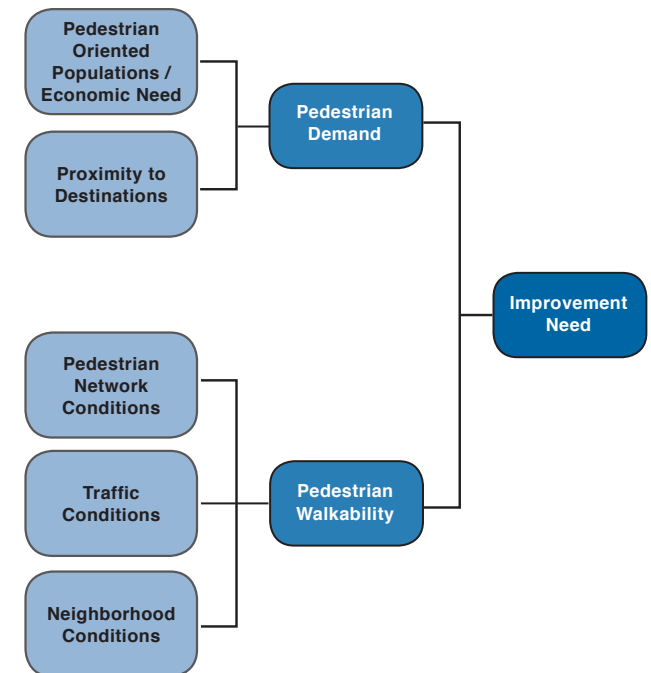 Pedestrian
Oriented
Populations /
Economic Need
Proximity to
Destinations
Pedestrian
Demand
Improvement
Need
Pedestrian
Network
Conditions
Traffic
Conditions
Neighborhood
Conditions
Pedestrian
Walkability